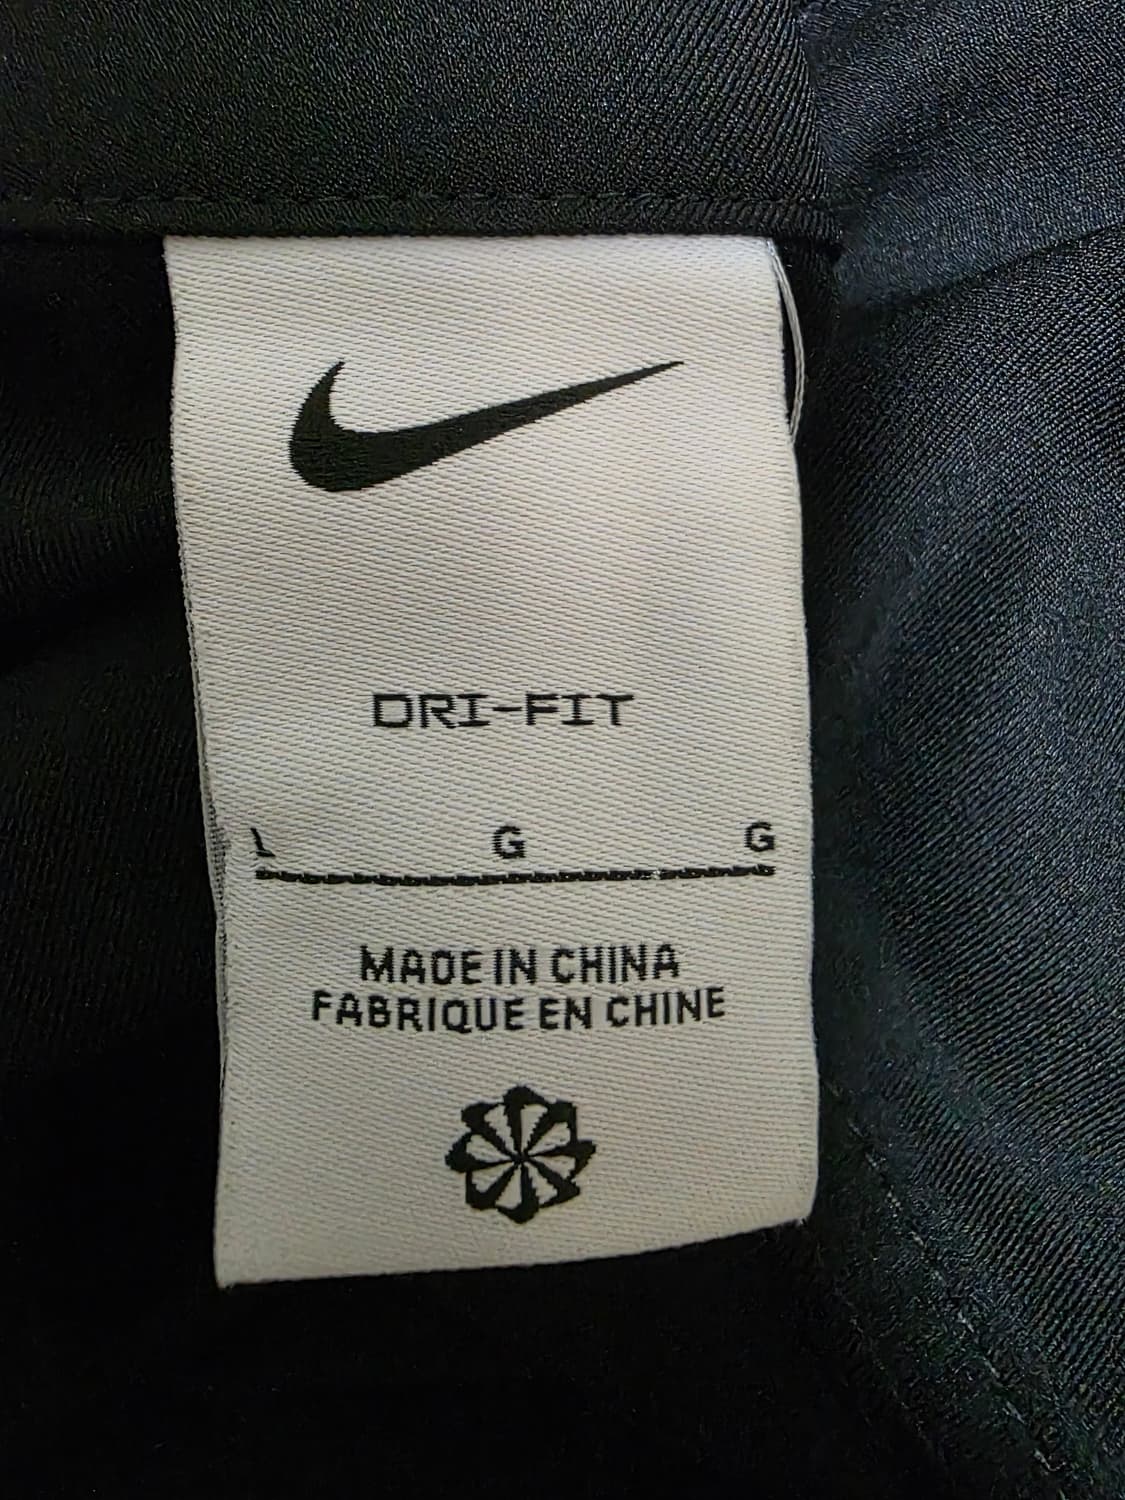 DRI-FIT
L G G
MADE IN CHINA
FABRIQUE EN CHINE